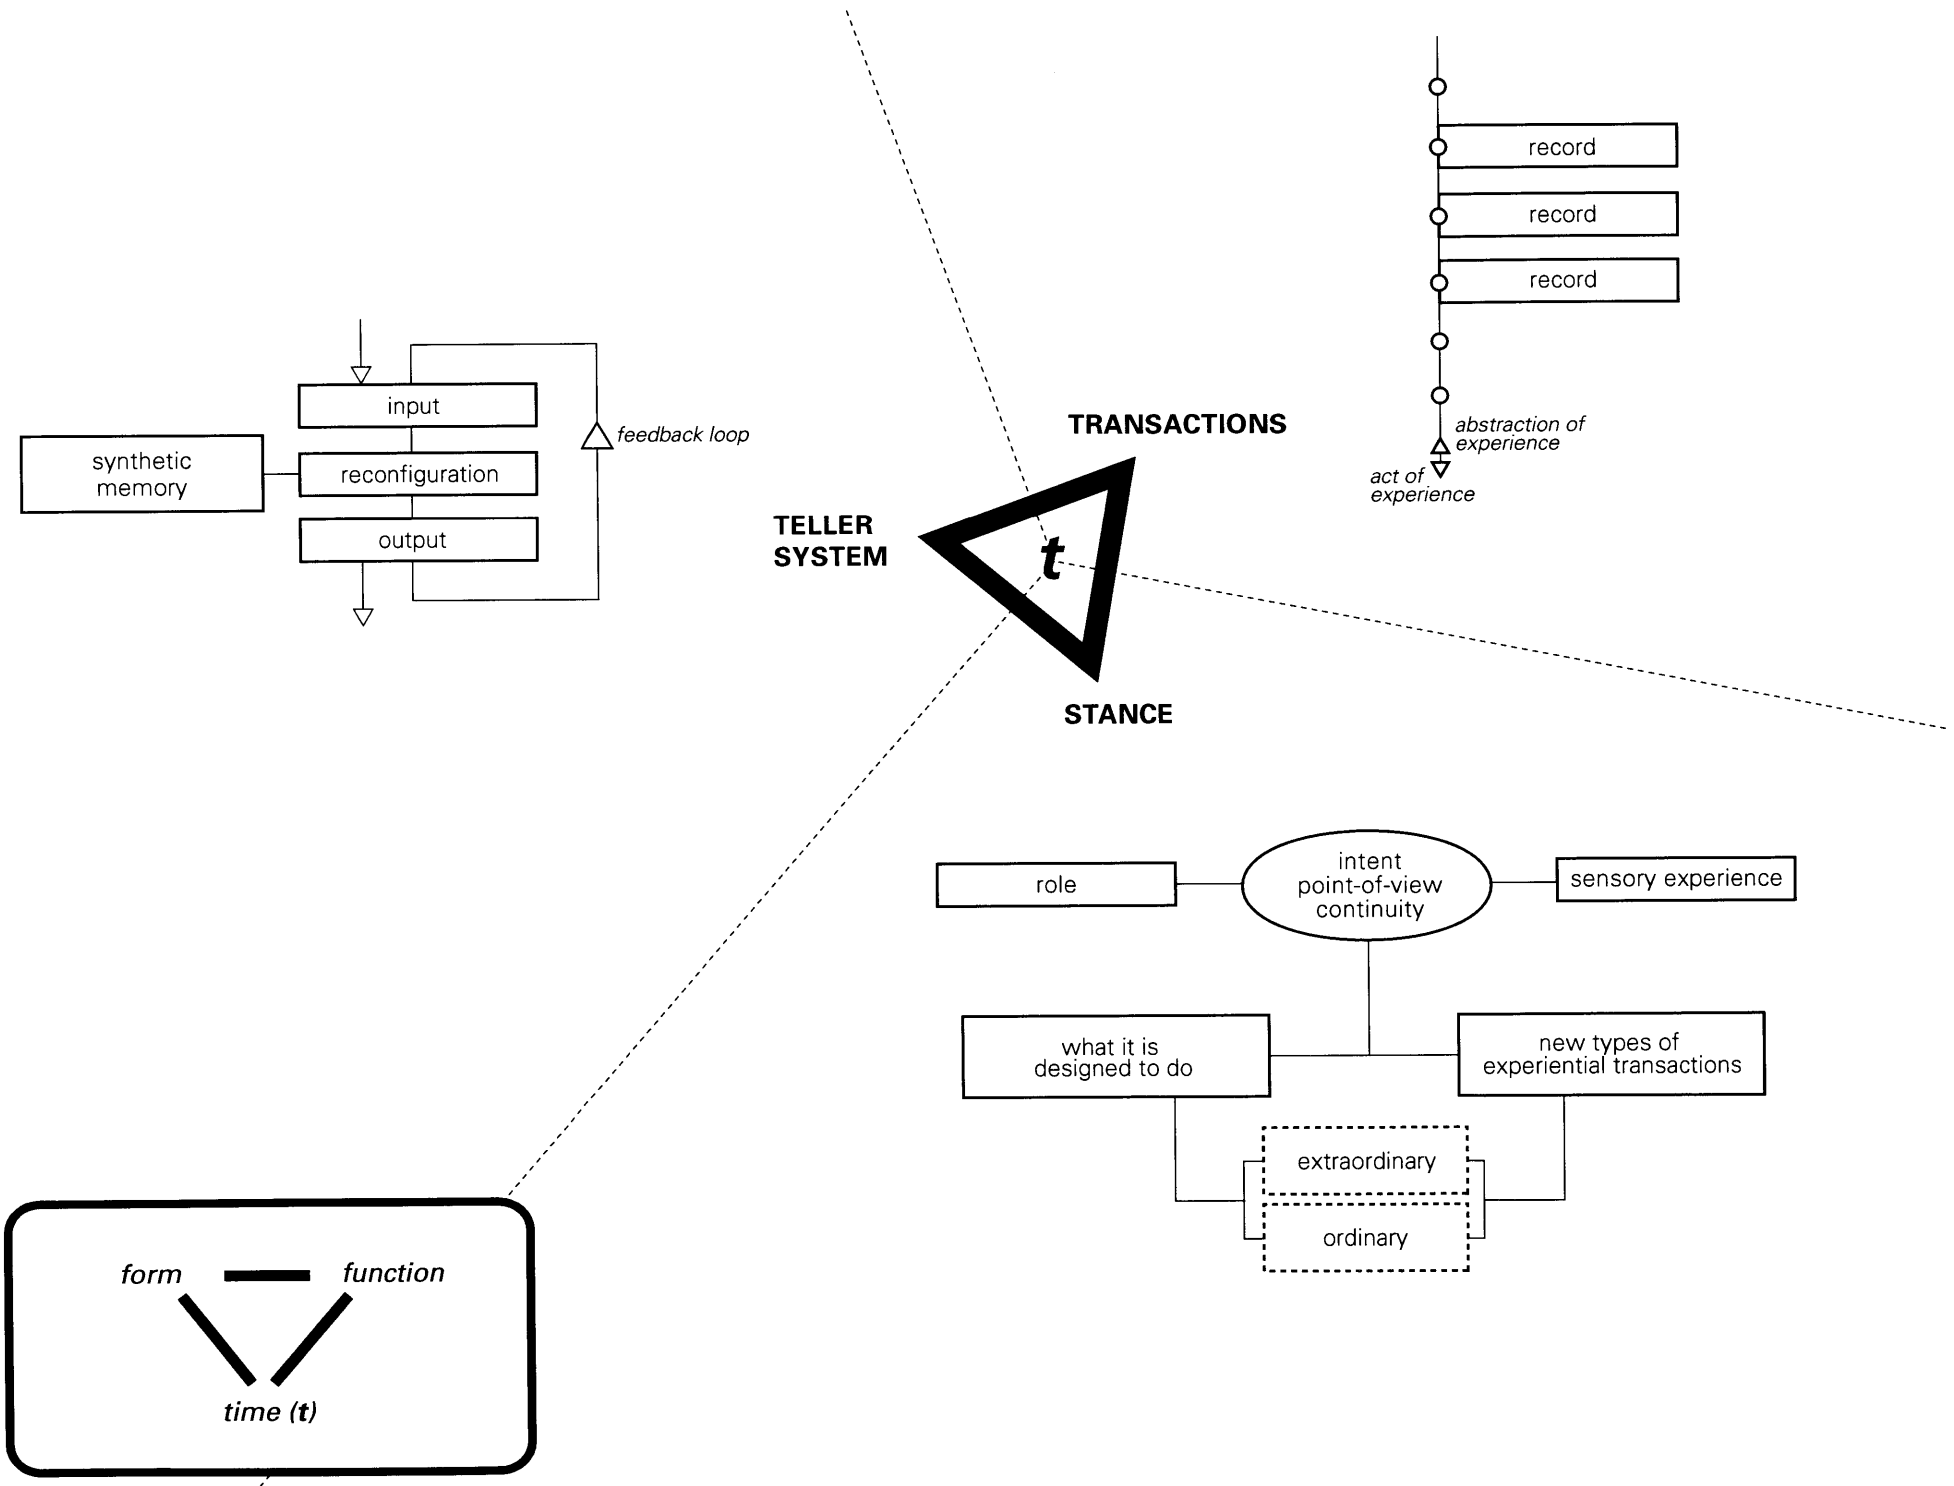 record
record
record
abstraction of
experience
act of
experience
TRANSACTIONS
input
feedback loop
synthetic
memory
reconfiguration
output
TELLER
SYSTEM
t
STANCE
role
intent
point-of-view
continuity
sensory experience
what it is
designed to do
new types of
experiential transactions
extraordinary
ordinary
form
function
time (t)